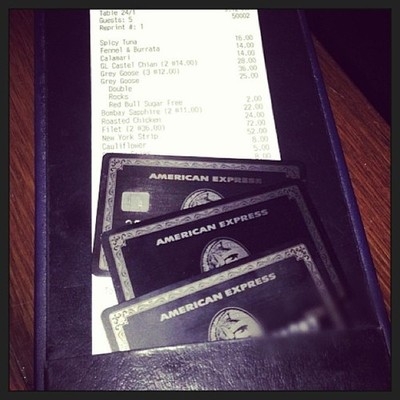 Table 24/1
Guests: 5 50002
Reprint #: 1
Spicy Tuna 16.00
Fennel & Burrata 14.00
Calamari 14.00
GL Castel Chian (2 @14.00) 28.00
Grey Goose (3 @12.00) 36.00
Grey Goose 25.00
Double
Rocks
Red Bull Sugar Free 2.00
Bombay Sapphire (2 @11.00) 22.00
Roasted Chicken 24.00
Filet (2 @36.00) 72.00
New York Strip 52.00
Cauliflower 8.00
5.00
9.00
AMERICAN EXPRESS
AMERICAN EXPRESS
AMERICAN EXPRESS